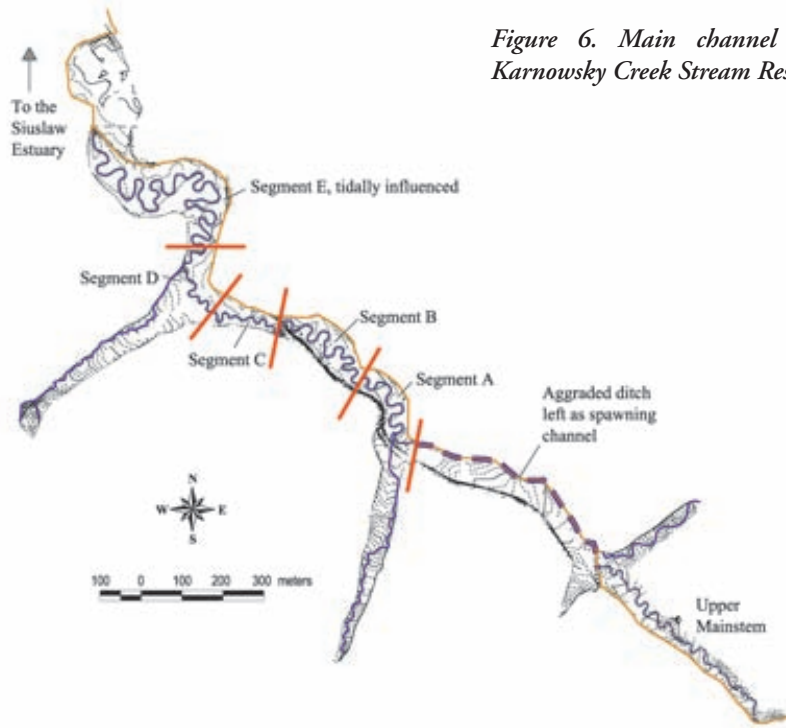 Figure 6. Main channel
Karnowsky Creek Stream Res
To the
Siuslaw
Estuary
Segment E, tidally influenced
Segment D
Segment B
Segment C
Segment A
Aggraded ditch
left as spawning
channel
N
W E
S
100 0 100 200 300 meters
Upper
Mainstem